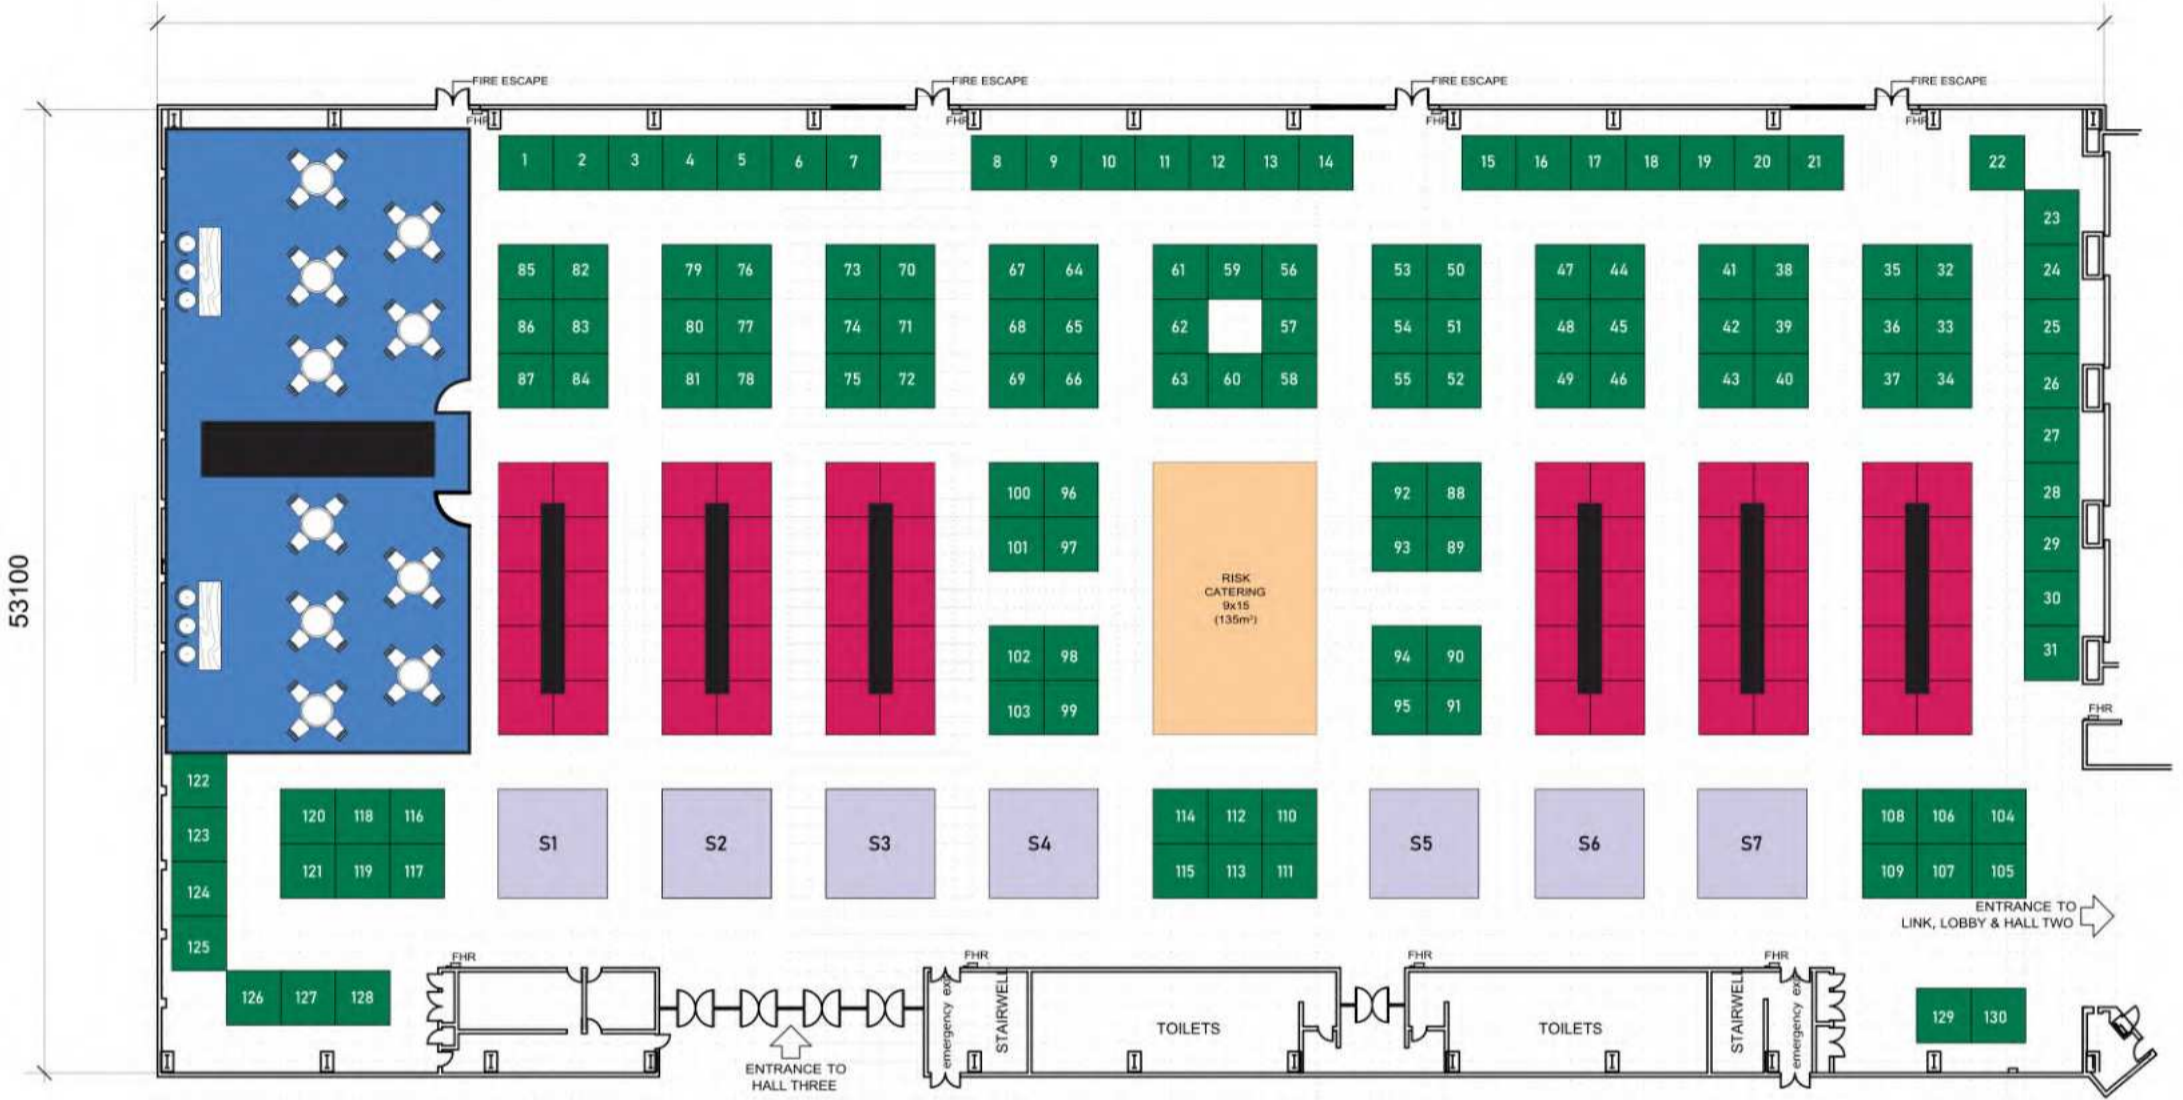 FIRE ESCAPE FIRE ESCAPE FIRE ESCAPE FIRE ESCAPE
FHR FHR FHR FHR
1 2 3 4 5 6 7 8 9 10 11 12 13 14 15 16 17 18 19 20 21 22
23
85 82 79 76 73 70 67 64 61 59 56 53 50 47 44 41 38 35 32 24
86 83 80 77 74 71 68 65 62 57 54 51 48 45 42 39 36 33 25
87 84 81 78 75 72 69 66 63 60 58 55 52 49 46 43 40 37 34 26
27
100 96 92 88 28
101 97 93 89 29
53100
RISK
CATERING
9x15
(135m²)
30
102 98 94 90 31
103 99 95 91
FHR
122
120 118 116 114 112 110 108 106 104
123 S1 S2 S3 S4 S5 S6 S7
121 119 117 115 113 111 109 107 105
124
ENTRANCE TO
LINK, LOBBY & HALL TWO
125
FHR FHR FHR FHR
126 127 128
emergency ex
STAIRWELL
TOILETS
TOILETS
STAIRWELL
emergency ex
129 130
ENTRANCE TO
HALL THREE